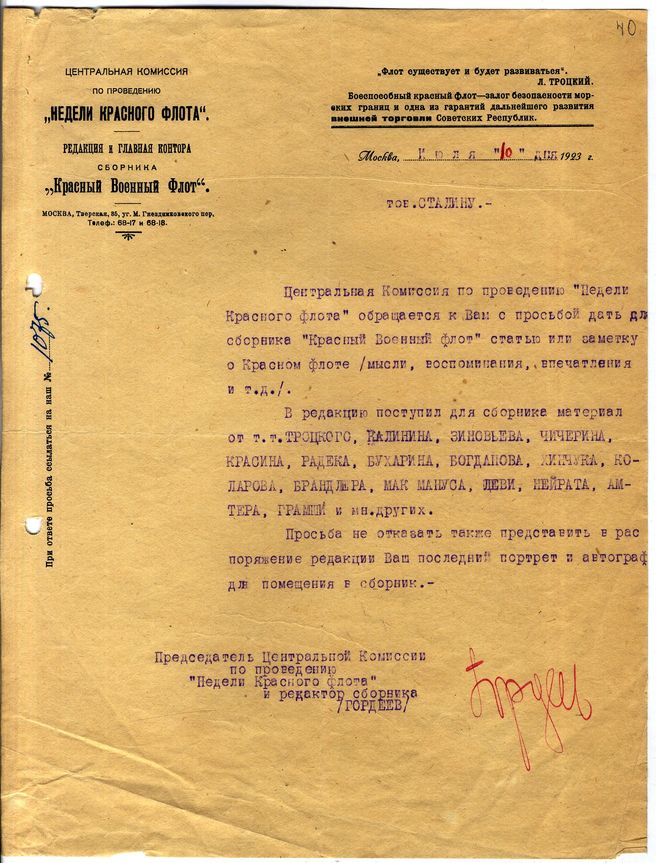 40
ЦЕНТРАЛЬНАЯ КОМИССИЯ
ПО ПРОВЕДЕНИЮ
„НЕДЕЛИ КРАСНОГО ФЛОТА“.
РЕДАКЦИЯ и ГЛАВНАЯ КОНТОРА
СБОРНИКА
„Красный Военный Флот“.
МОСКВА, Тверская, 35, уг. М. Гнездниковского пер.
Телеф.: 68-17 и 68-18.
„Флот существует и будет развиваться“.
Л. ТРОЦКИЙ.
Боеспособный красный флот—залог безопасности мор-
ских границ и одна из гарантий дальнейшего развития
внешней торговли Советских Республик.
Москва, Июля "10" дня 1923 г.
тов.СТАЛИНУ.-
Центральная Комиссия по проведению "Недели
Красного флота" обращается к Вам с просьбой дать для
сборника "Красный Военный флот" статью или заметку
о Красном флоте /мысли, воспоминания, впечатления
и т.д./.
В редакцию поступил для сборника материал
от т.т.ТРОЦКОГО, КАЛИНИНА, ЗИНОВЬЕВА, ЧИЧЕРИНА,
КРАСИНА, РАДЕКА, БУХАРИНА, БОГДАНОВА, ХИНЧУКА, КО-
ЛАРОВА, БРАНДЛЕРА, МАК МАНУСА, ЛЕВИ, НЕЙРАТА, АМ-
ТЕРА, ГРАМШИ и мн.других.
Просьба не отказать также представить в рас
поряжение редакции Ваш последний портрет и автограф
для помещения в сборник.-
Председатель Центральной Комиссии
по проведению
"Недели Красного флота"
и редактор сборника
/ГОРДЕЕВ/
При ответе просьба ссылаться на наш № 1075.